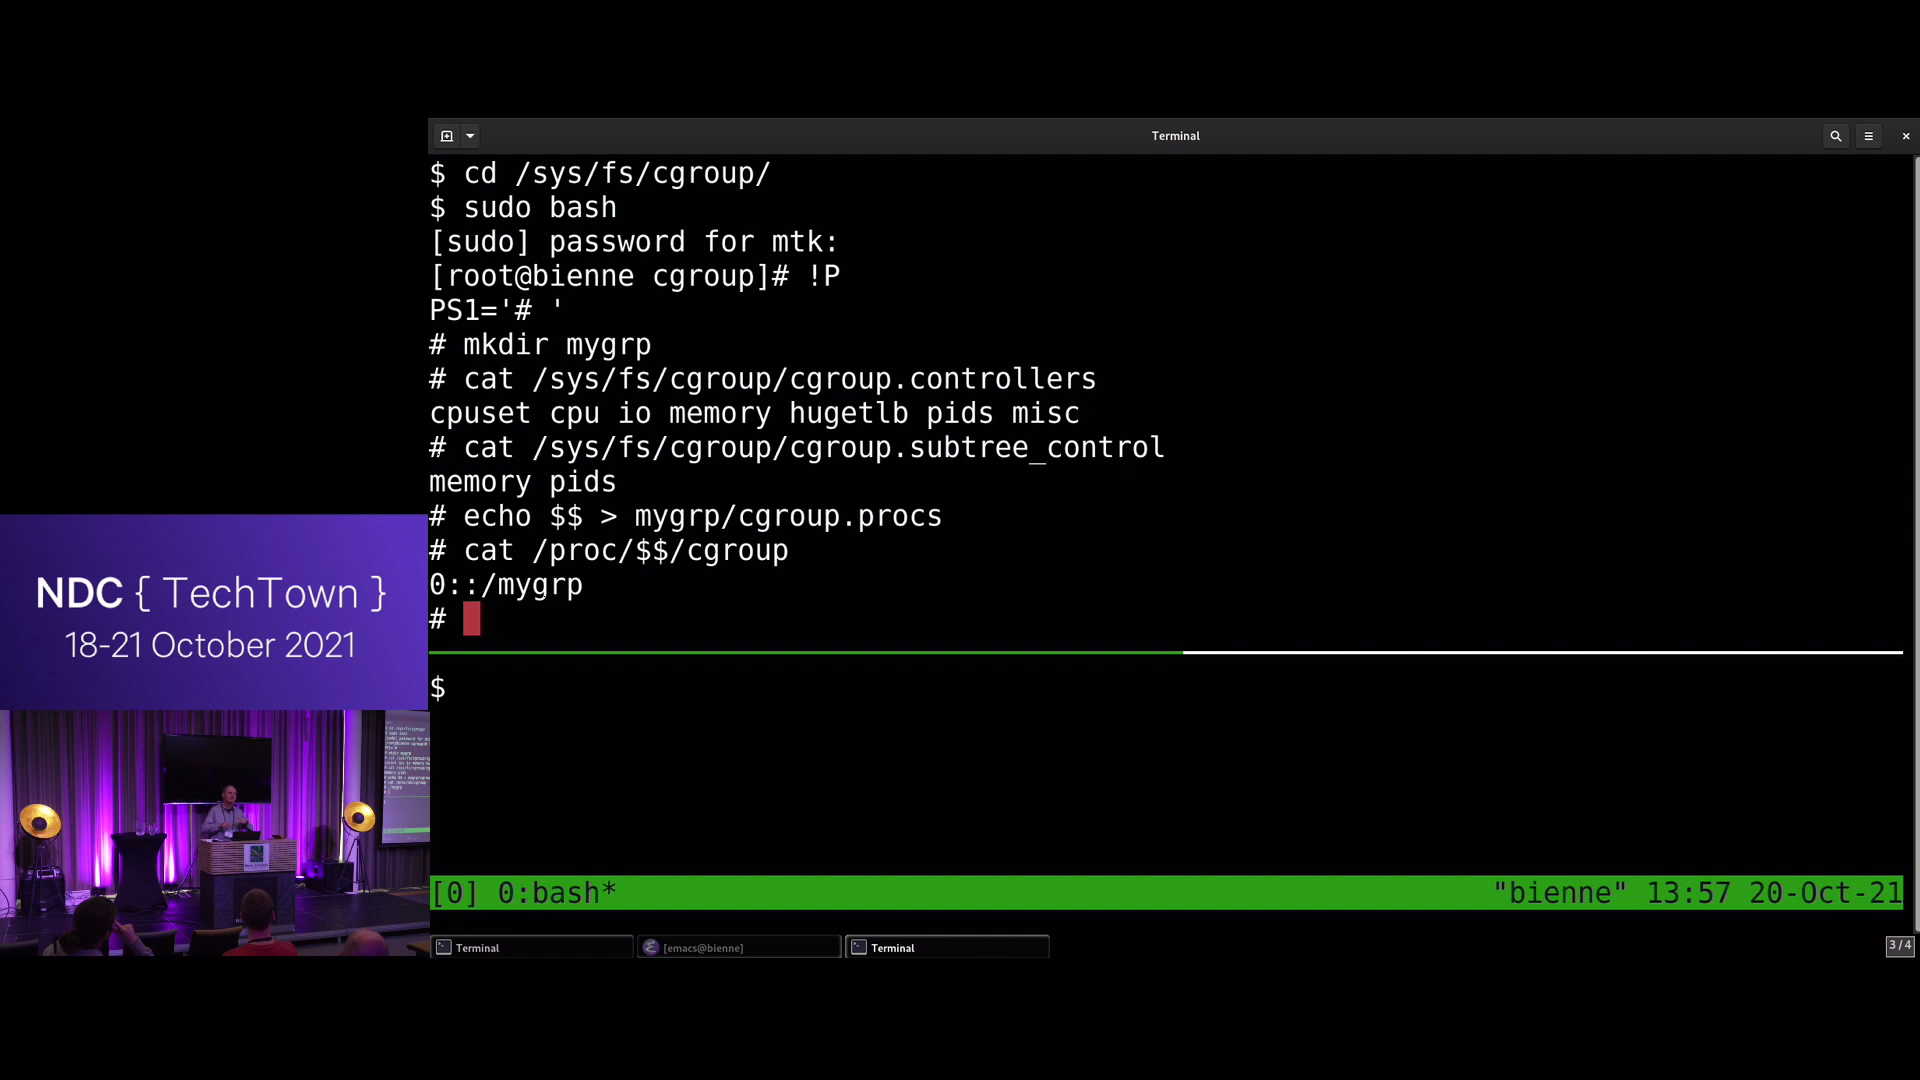 Terminal
$ cd /sys/fs/cgroup/
$ sudo bash
[sudo] password for mtk:
[root@bienne cgroup]# !P
PS1='# '
# mkdir mygrp
# cat /sys/fs/cgroup/cgroup.controllers
cpuset cpu io memory hugetlb pids misc
# cat /sys/fs/cgroup/cgroup.subtree_control
memory pids
# echo $$ > mygrp/cgroup.procs
# cat /proc/$$/cgroup
0::/mygrp
#
$
[0] 0:bash* "bienne" 13:57 20-Oct-21
Terminal [emacs@bienne] Terminal 3/4
NDC { TechTown }
18-21 October 2021